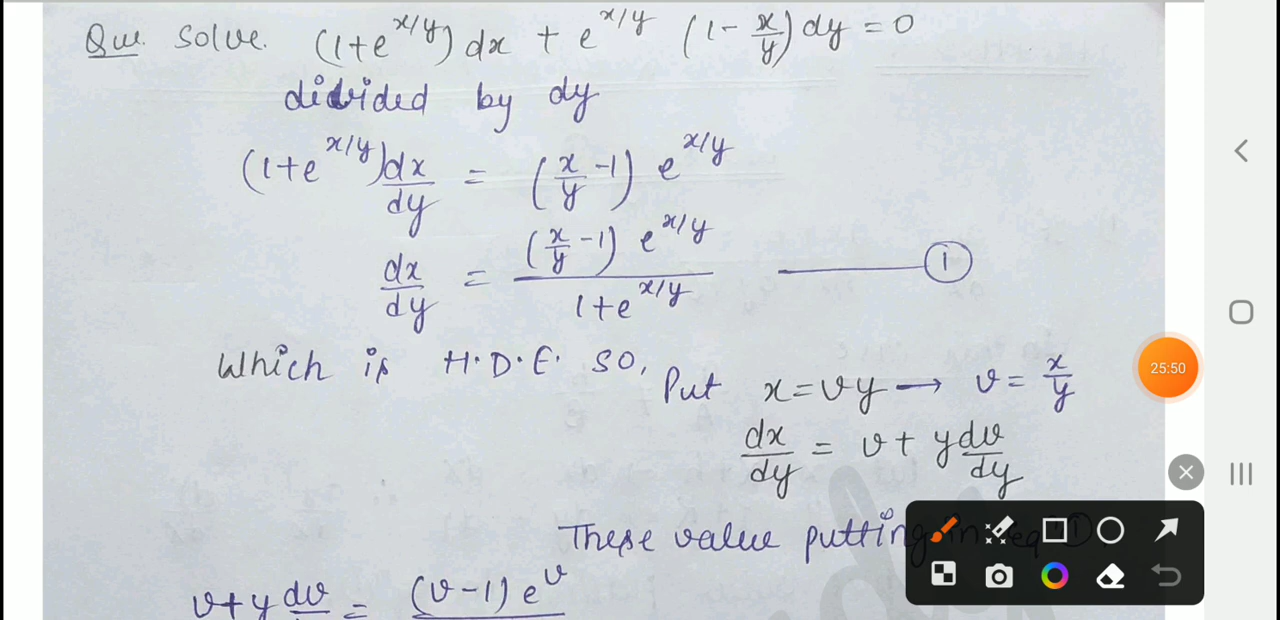 Que. Solve. (1+e^{x/y}) dx + e^{x/y} (1 - x/y) dy = 0
divided by dy
(1+e^{x/y}) dx/dy = (x/y - 1) e^{x/y}
dx/dy = (x/y - 1) e^{x/y} / 1+e^{x/y} ——— ①
Which is H.D.E. so, Put x = vy → v = x/y
dx/dy = v + y dv/dy
25:50
These value putting in eqⁿ ①
v + y dv/ = (v-1) e^v